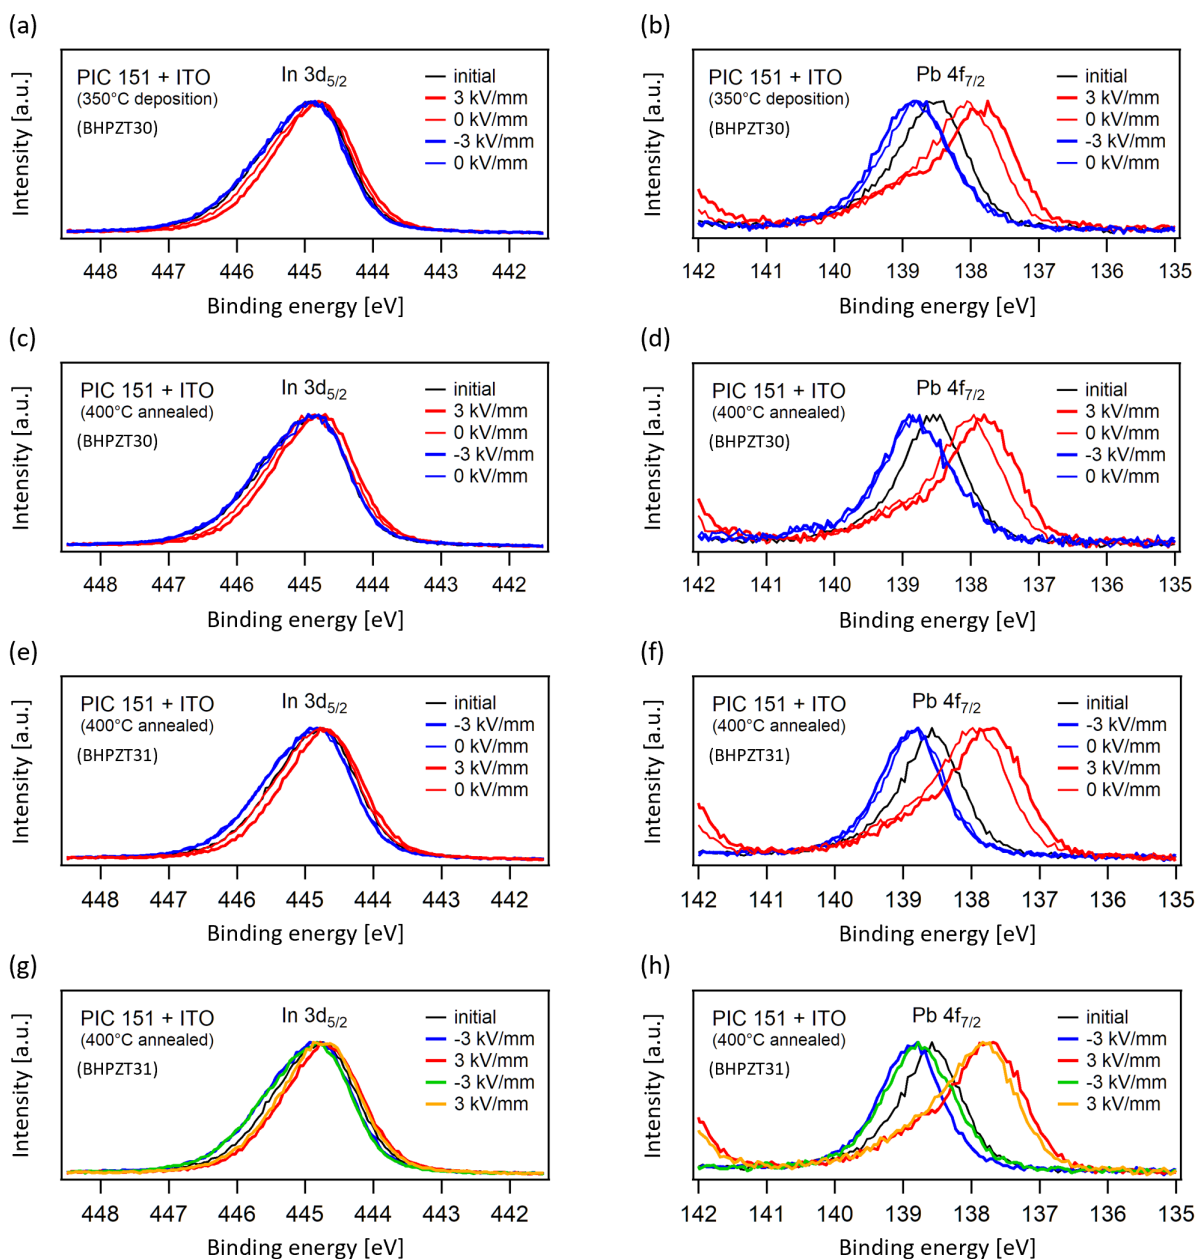 (a)
Intensity [a.u.]
PIC 151 + ITO
(350°C deposition)
(BHPZT30)
In 3d5/2
initial
3 kV/mm
0 kV/mm
-3 kV/mm
0 kV/mm
448 447 446 445 444 443 442
Binding energy [eV]
(b)
Intensity [a.u.]
PIC 151 + ITO
(350°C deposition)
(BHPZT30)
Pb 4f7/2
initial
3 kV/mm
0 kV/mm
-3 kV/mm
0 kV/mm
142 141 140 139 138 137 136 135
Binding energy [eV]
(c)
Intensity [a.u.]
PIC 151 + ITO
(400°C annealed)
(BHPZT30)
In 3d5/2
initial
3 kV/mm
0 kV/mm
-3 kV/mm
0 kV/mm
448 447 446 445 444 443 442
Binding energy [eV]
(d)
Intensity [a.u.]
PIC 151 + ITO
(400°C annealed)
(BHPZT30)
Pb 4f7/2
initial
3 kV/mm
0 kV/mm
-3 kV/mm
0 kV/mm
142 141 140 139 138 137 136 135
Binding energy [eV]
(e)
Intensity [a.u.]
PIC 151 + ITO
(400°C annealed)
(BHPZT31)
In 3d5/2
initial
-3 kV/mm
0 kV/mm
3 kV/mm
0 kV/mm
448 447 446 445 444 443 442
Binding energy [eV]
(f)
Intensity [a.u.]
PIC 151 + ITO
(400°C annealed)
(BHPZT31)
Pb 4f7/2
initial
-3 kV/mm
0 kV/mm
3 kV/mm
0 kV/mm
142 141 140 139 138 137 136 135
Binding energy [eV]
(g)
Intensity [a.u.]
PIC 151 + ITO
(400°C annealed)
(BHPZT31)
In 3d5/2
initial
-3 kV/mm
3 kV/mm
-3 kV/mm
3 kV/mm
448 447 446 445 444 443 442
Binding energy [eV]
(h)
Intensity [a.u.]
PIC 151 + ITO
(400°C annealed)
(BHPZT31)
Pb 4f7/2
initial
-3 kV/mm
3 kV/mm
-3 kV/mm
3 kV/mm
142 141 140 139 138 137 136 135
Binding energy [eV]